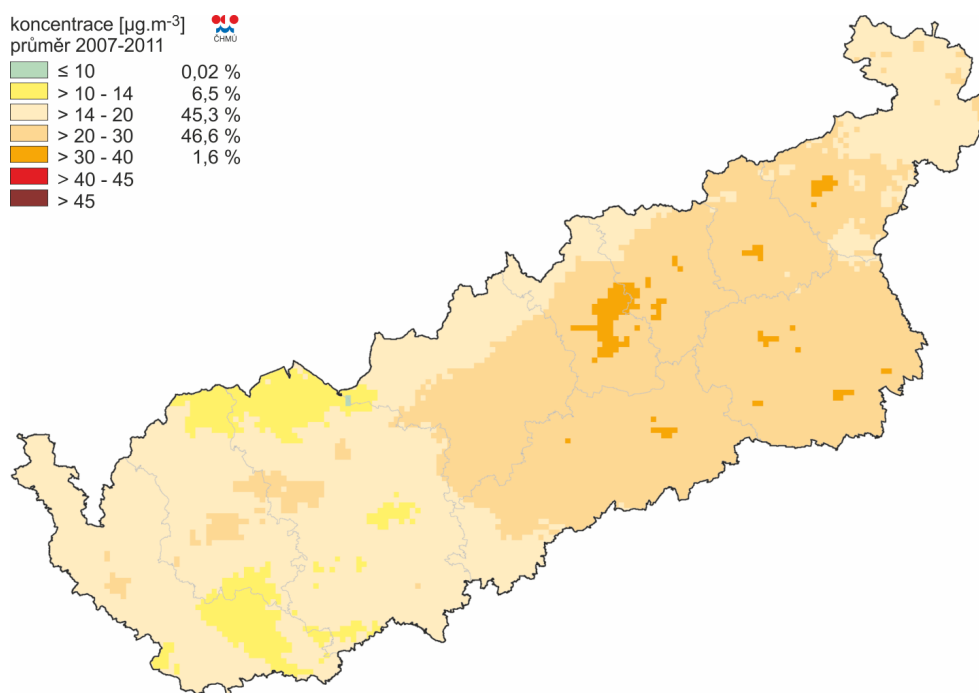 koncentrace [µg.m-3]
ČHMÚ
průměr 2007-2011
≤ 10 0,02 %
> 10 - 14 6,5 %
> 14 - 20 45,3 %
> 20 - 30 46,6 %
> 30 - 40 1,6 %
> 40 - 45
> 45